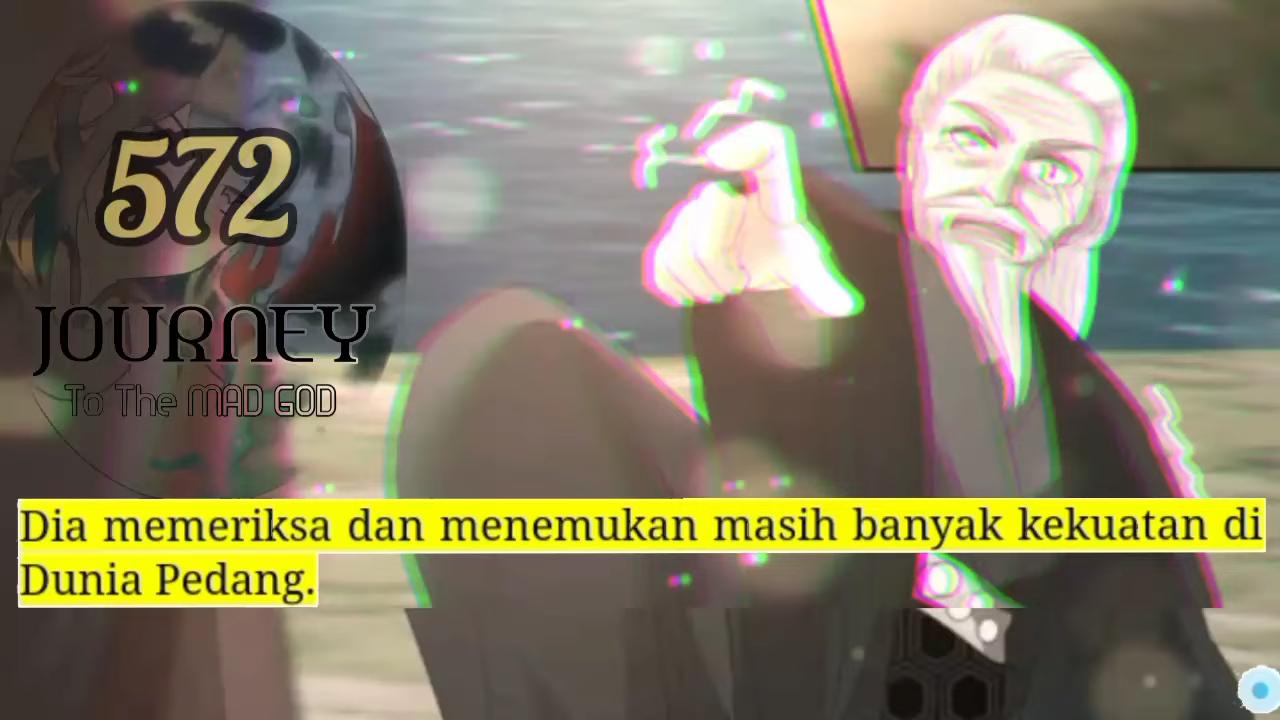 572
JOURNEY
To The MAD GOD
Dia memeriksa dan menemukan masih banyak kekuatan di
Dunia Pedang.